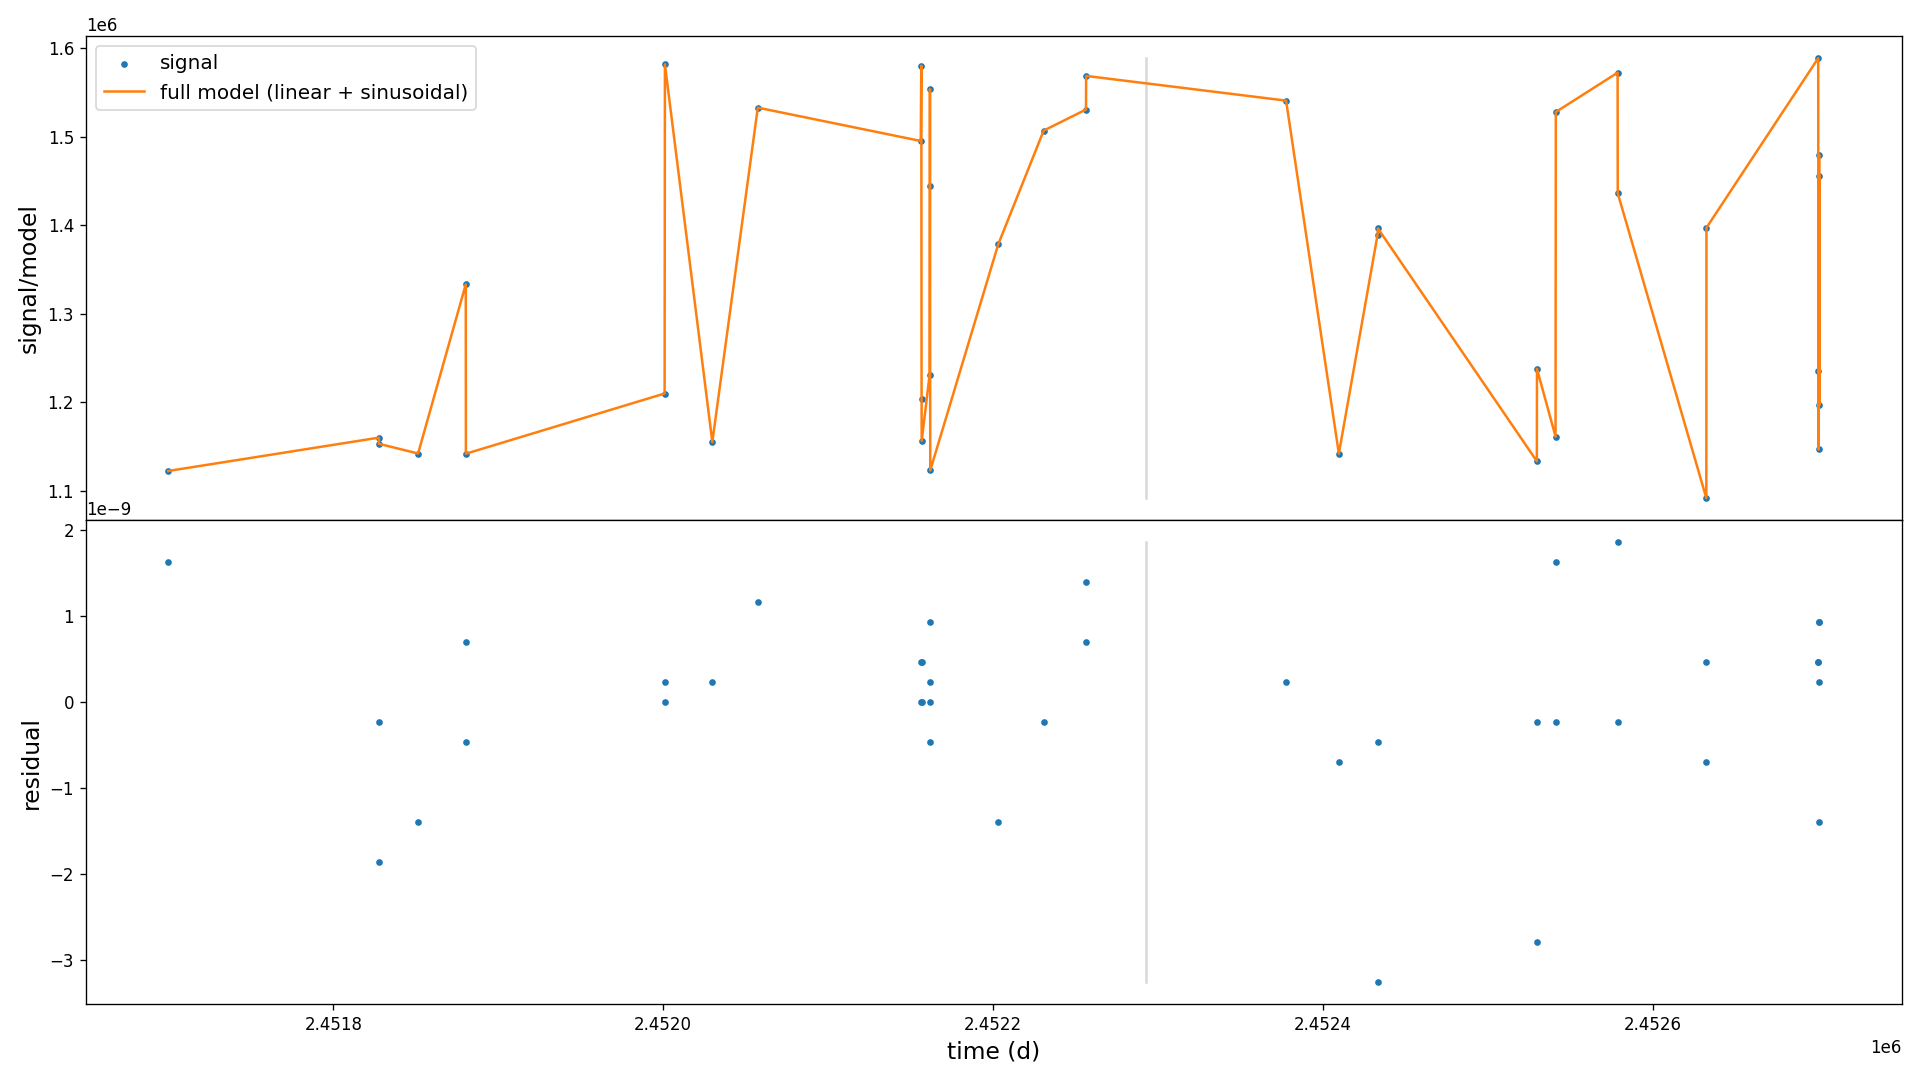 1e6
signal
full model (linear + sinusoidal)
1.6
1.5
1.4
1.3
1.2
1.1
signal/model
1e−9
2
1
0
−1
−2
−3
residual
2.4518
2.4520
2.4522
2.4524
2.4526
time (d)
1e6